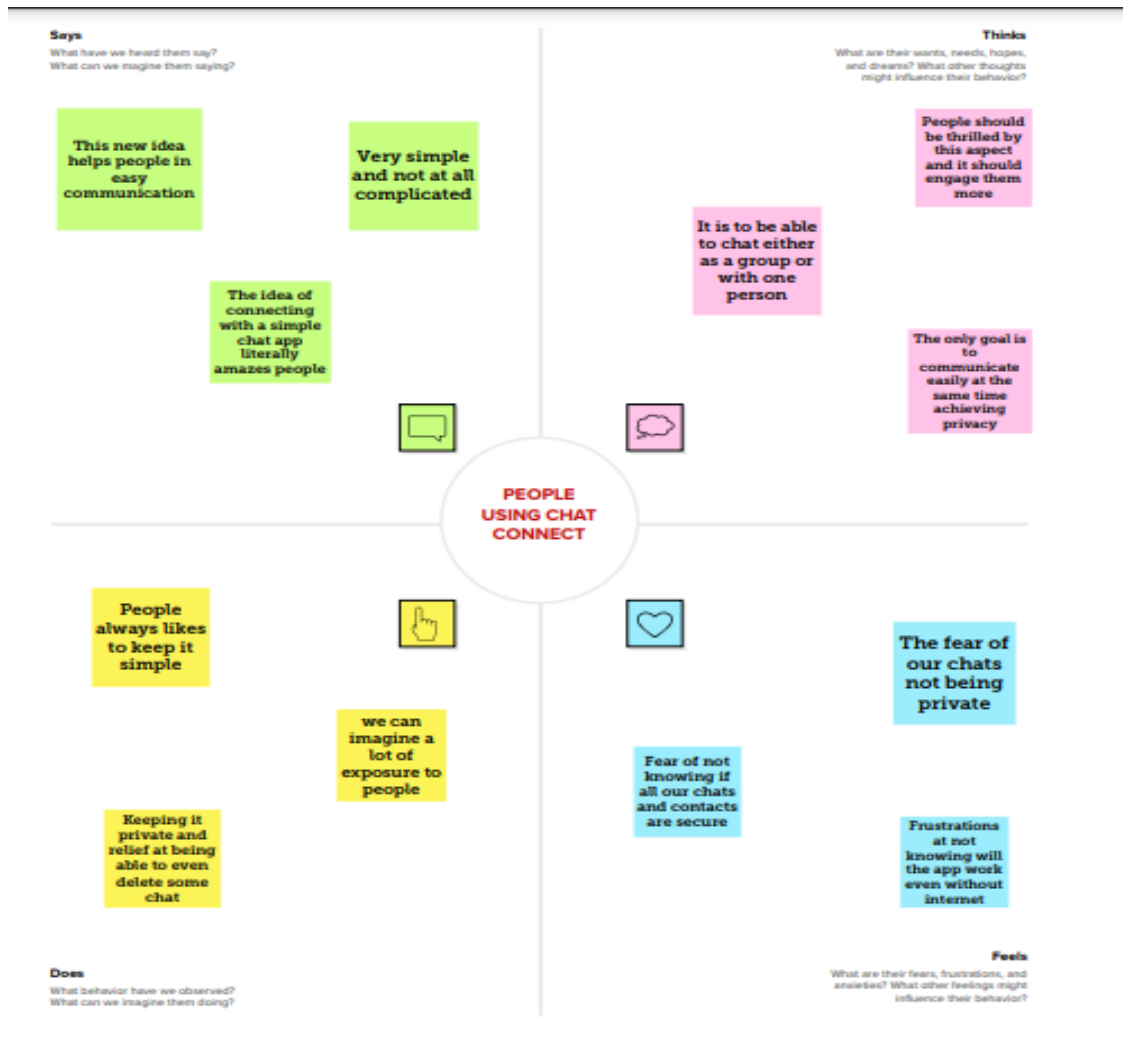 Says
What have we heard them say?
What can we magine them saying?
This new idea
helps people in
easy
communication
Very simple
and not at all
complicated
The idea of
connecting
with a simple
chat app
literally
amazes people
Thinks
What are their wants, needs, hopes,
and dreams? What other thoughts
might influence their behavior?
People should
be thrilled by
this aspect
and it should
engage them
more
It is to be able
to chat either
as a group or
with one
person
The only goal is
to
communicate
easily at the
same time
achieving
privacy
PEOPLE
USING CHAT
CONNECT
People
always likes
to keep it
simple
we can
imagine a
lot of
exposure to
people
Keeping it
private and
relief at being
able to even
delete some
chat
Does
What behavior have we observed?
What can we imagine them doing?
The fear of
our chats
not being
private
Fear of not
knowing if
all our chats
and contacts
are secure
Frustrations
at not
knowing will
the app work
even without
internet
Feels
What are their fears, frustrations, and
anxieties? What other feelings might
influence their behavior?